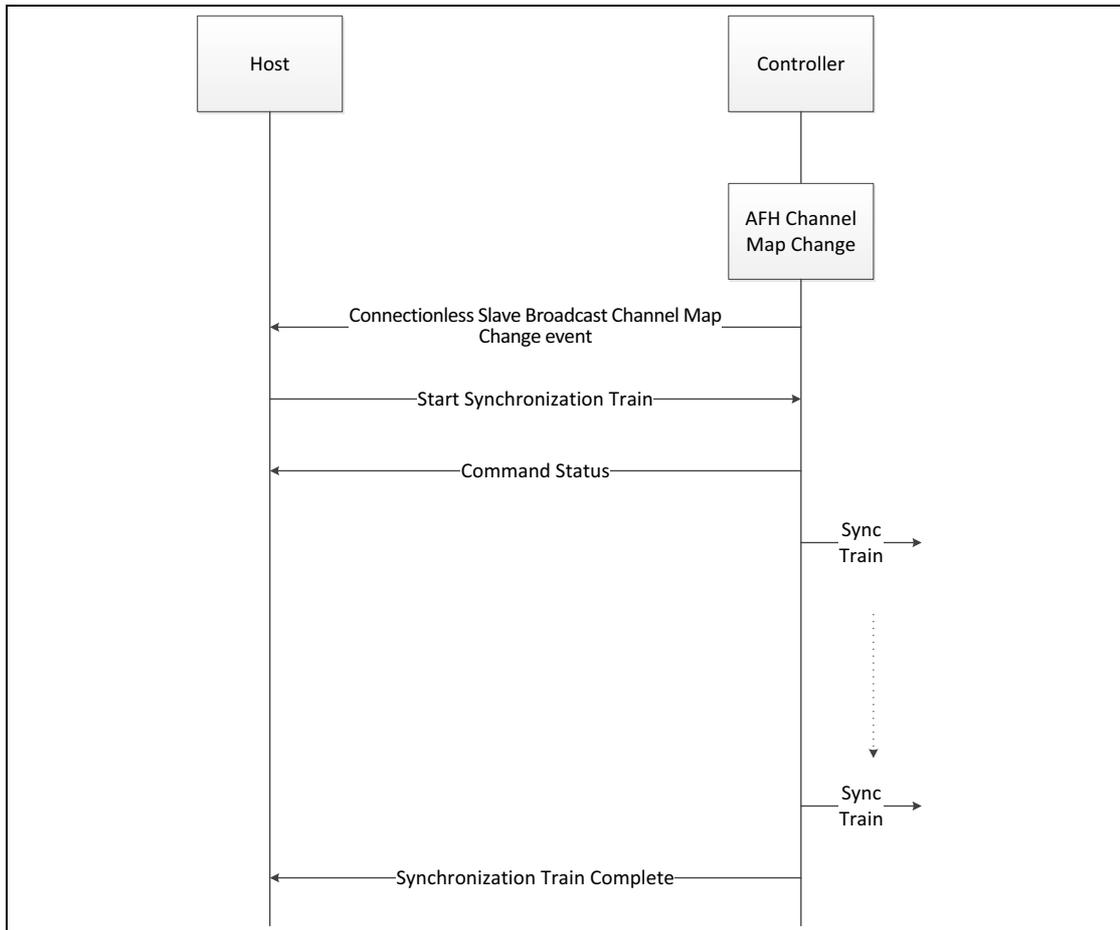 Host
Controller
AFH Channel
Map Change
Connectionless Slave Broadcast Channel Map
Change event
Start Synchronization Train
Command Status
Sync
Train
Sync
Train
Synchronization Train Complete